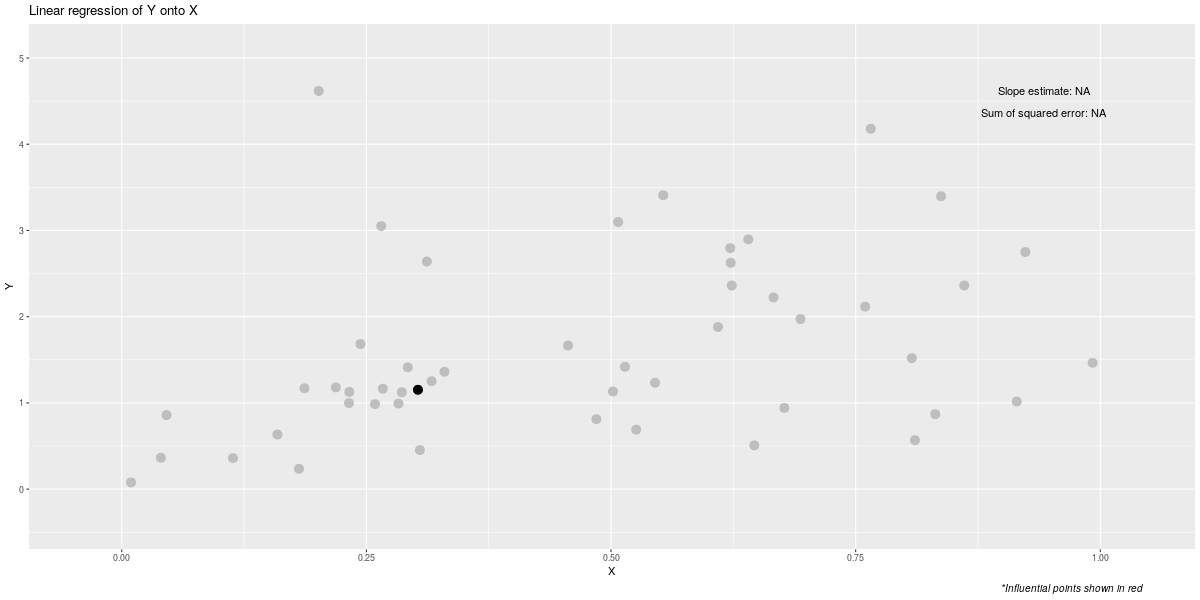 Linear regression of Y onto X
5
Slope estimate: NA
Sum of squared error: NA
4
3
Y
2
1
0
0.00 0.25 0.50 0.75 1.00
X
*Influential points shown in red